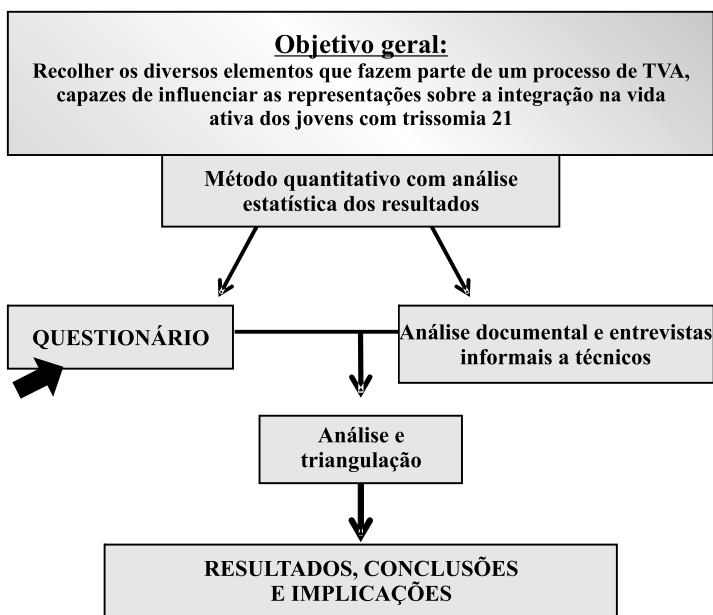 Objetivo geral:
Recolher os diversos elementos que fazem parte de um processo de TVA,
capazes de influenciar as representações sobre a integração na vida
ativa dos jovens com trissomia 21
Método quantitativo com análise
estatística dos resultados
QUESTIONÁRIO
Análise documental e entrevistas
informais a técnicos
Análise e
triangulação
RESULTADOS, CONCLUSÕES
E IMPLICAÇÕES